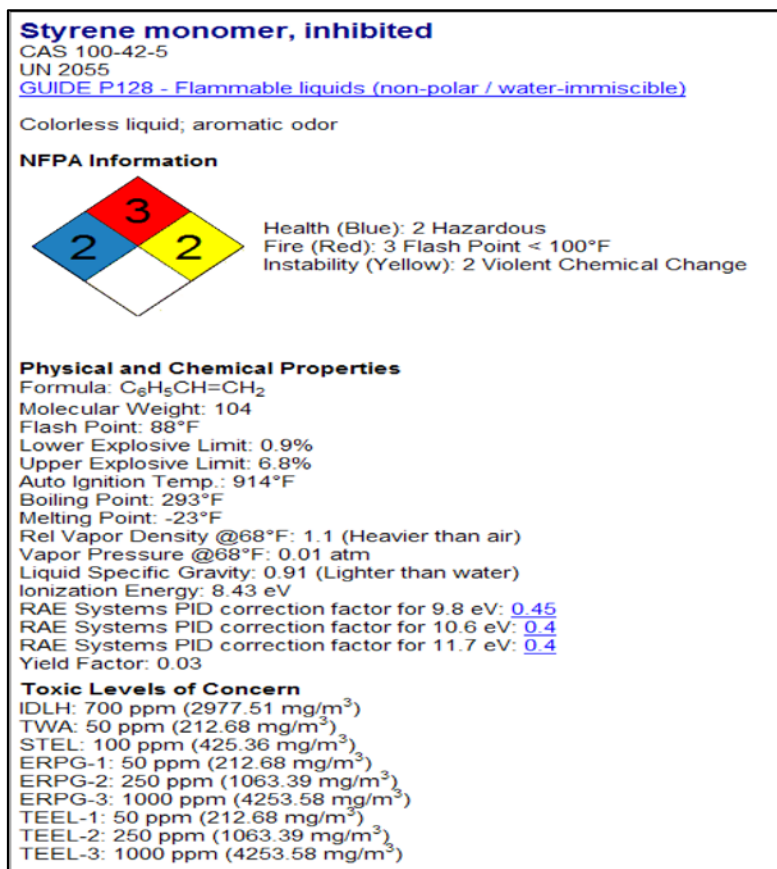 Styrene monomer, inhibited
CAS 100-42-5
UN 2055
GUIDE P128 - Flammable liquids (non-polar / water-immiscible)
Colorless liquid; aromatic odor
NFPA Information
3
2 2
Health (Blue): 2 Hazardous
Fire (Red): 3 Flash Point < 100°F
Instability (Yellow): 2 Violent Chemical Change
Physical and Chemical Properties
Formula: C₆H₅CH=CH₂
Molecular Weight: 104
Flash Point: 88°F
Lower Explosive Limit: 0.9%
Upper Explosive Limit: 6.8%
Auto Ignition Temp.: 914°F
Boiling Point: 293°F
Melting Point: -23°F
Rel Vapor Density @68°F: 1.1 (Heavier than air)
Vapor Pressure @68°F: 0.01 atm
Liquid Specific Gravity: 0.91 (Lighter than water)
Ionization Energy: 8.43 eV
RAE Systems PID correction factor for 9.8 eV: 0.45
RAE Systems PID correction factor for 10.6 eV: 0.4
RAE Systems PID correction factor for 11.7 eV: 0.4
Yield Factor: 0.03
Toxic Levels of Concern
IDLH: 700 ppm (2977.51 mg/m³)
TWA: 50 ppm (212.68 mg/m³)
STEL: 100 ppm (425.36 mg/m³)
ERPG-1: 50 ppm (212.68 mg/m³)
ERPG-2: 250 ppm (1063.39 mg/m³)
ERPG-3: 1000 ppm (4253.58 mg/m³)
TEEL-1: 50 ppm (212.68 mg/m³)
TEEL-2: 250 ppm (1063.39 mg/m³)
TEEL-3: 1000 ppm (4253.58 mg/m³)